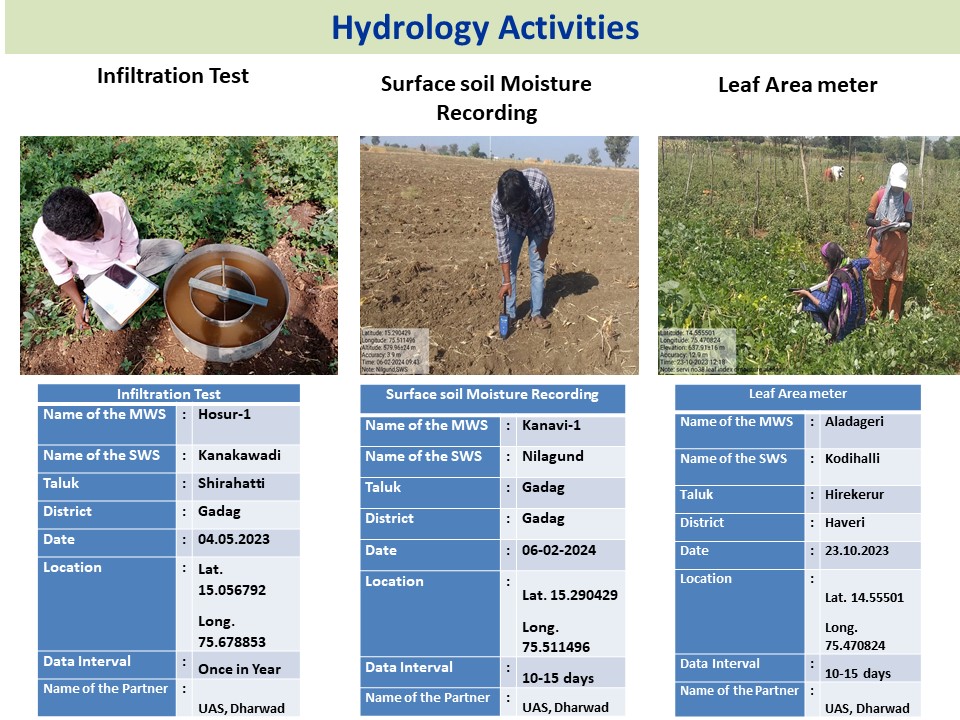 Hydrology Activities
Infiltration Test
Surface soil Moisture
Recording
Leaf Area meter
Latitude: 15.290429
Longitude: 75.511496
Altitude: 679.96±24 m
Accuracy: 3.9 m
Time: 06-02-2024 09:43
Note: Nilgund,SWS
Latitude: 14.555501
Longitude: 75.470824
Elevation: 637.91±16 m
Accuracy: 12.9 m
Time: 23-10-2023 12:18
Note: servi no38 leaf index
Infiltration Test
Name of the MWS : Hosur-1
Name of the SWS : Kanakawadi
Taluk : Shirahatti
District : Gadag
Date : 04.05.2023
Location : Lat.
15.056792
Long.
75.678853
Data Interval : Once in Year
Name of the Partner :
UAS, Dharwad
Surface soil Moisture Recording
Name of the MWS : Kanavi-1
Name of the SWS : Nilagund
Taluk : Gadag
District : Gadag
Date : 06-02-2024
Location :
Lat. 15.290429
Long.
75.511496
Data Interval :
10-15 days
Name of the Partner :
UAS, Dharwad
Leaf Area meter
Name of the MWS : Aladageri
Name of the SWS : Kodihalli
Taluk : Hirekerur
District : Haveri
Date : 23.10.2023
Location :
Lat. 14.55501
Long.
75.470824
Data Interval :
10-15 days
Name of the Partner :
UAS, Dharwad